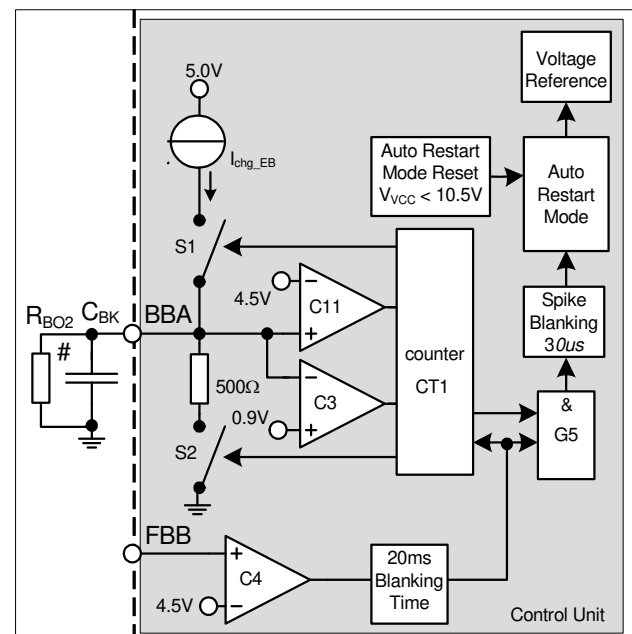 5.0V
Voltage
Reference
I_chg_EB
Auto Restart
Mode Reset
V_VCC < 10.5V
Auto
Restart
Mode
S1
4.5V
C11
R_BO2
C_BK
BBA
#
Spike
Blanking
30us
500Ω
counter
CT1
C3
0.9V
S2
&
G5
FBB
C4
4.5V
20ms
Blanking
Time
Control Unit